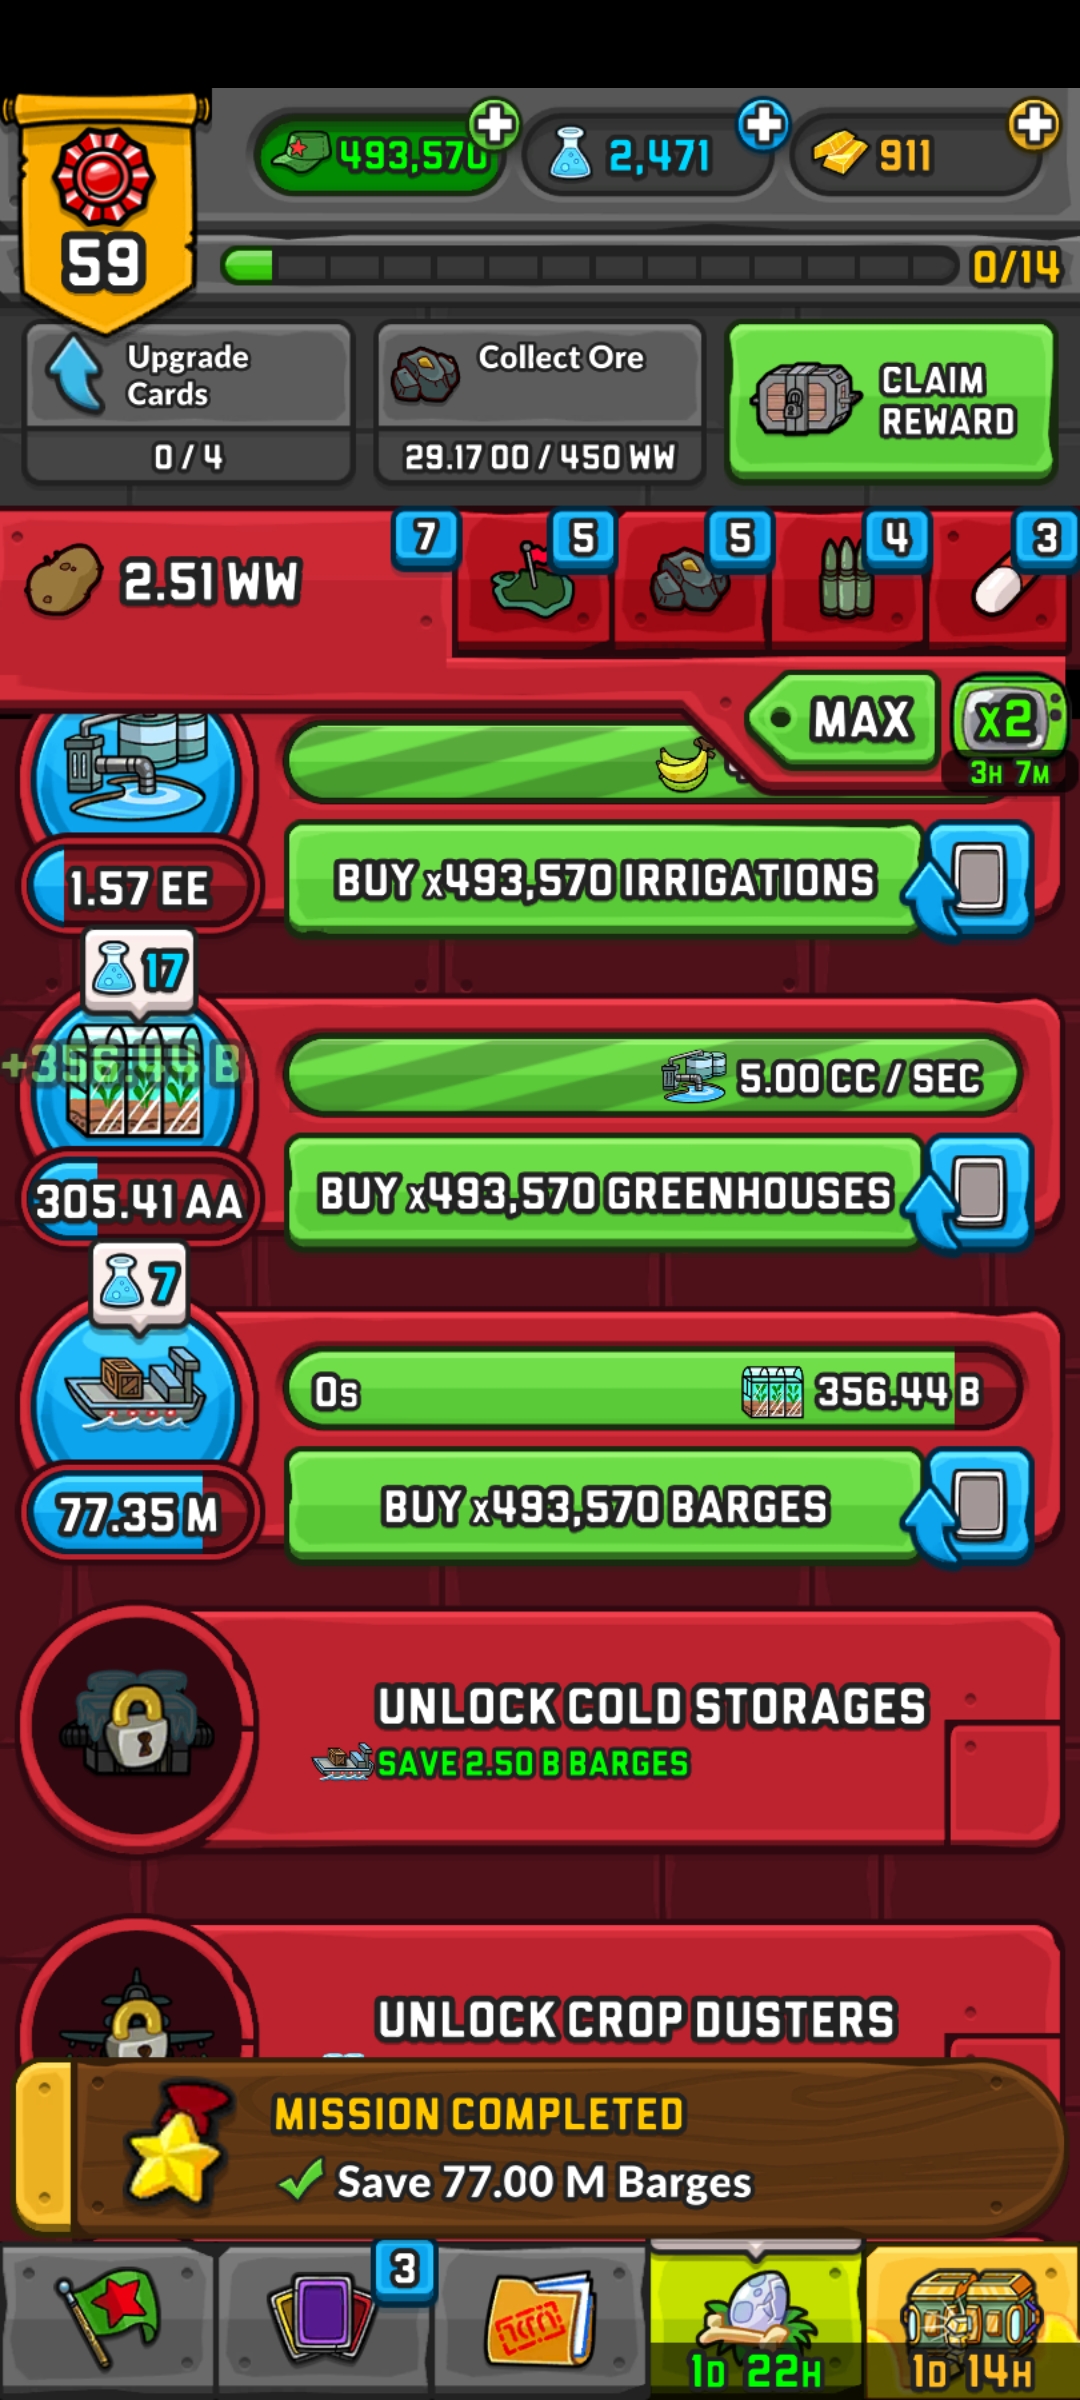 493,570
2,471
911
59
0/14
Upgrade
Cards
0 / 4
Collect Ore
29.17 OO / 450 WW
CLAIM
REWARD
2.51 WW
7
5
5
4
3
MAX
x2
3H 7M
1.57 EE
BUY x493,570 IRRIGATIONS
17
+356.44 B
5.00 CC / SEC
305.41 AA
BUY x493,570 GREENHOUSES
7
0s
356.44 B
77.35 M
BUY x493,570 BARGES
UNLOCK COLD STORAGES
SAVE 2.50 B BARGES
UNLOCK CROP DUSTERS
MISSION COMPLETED
Save 77.00 M Barges
3
1D 22H
1D 14H